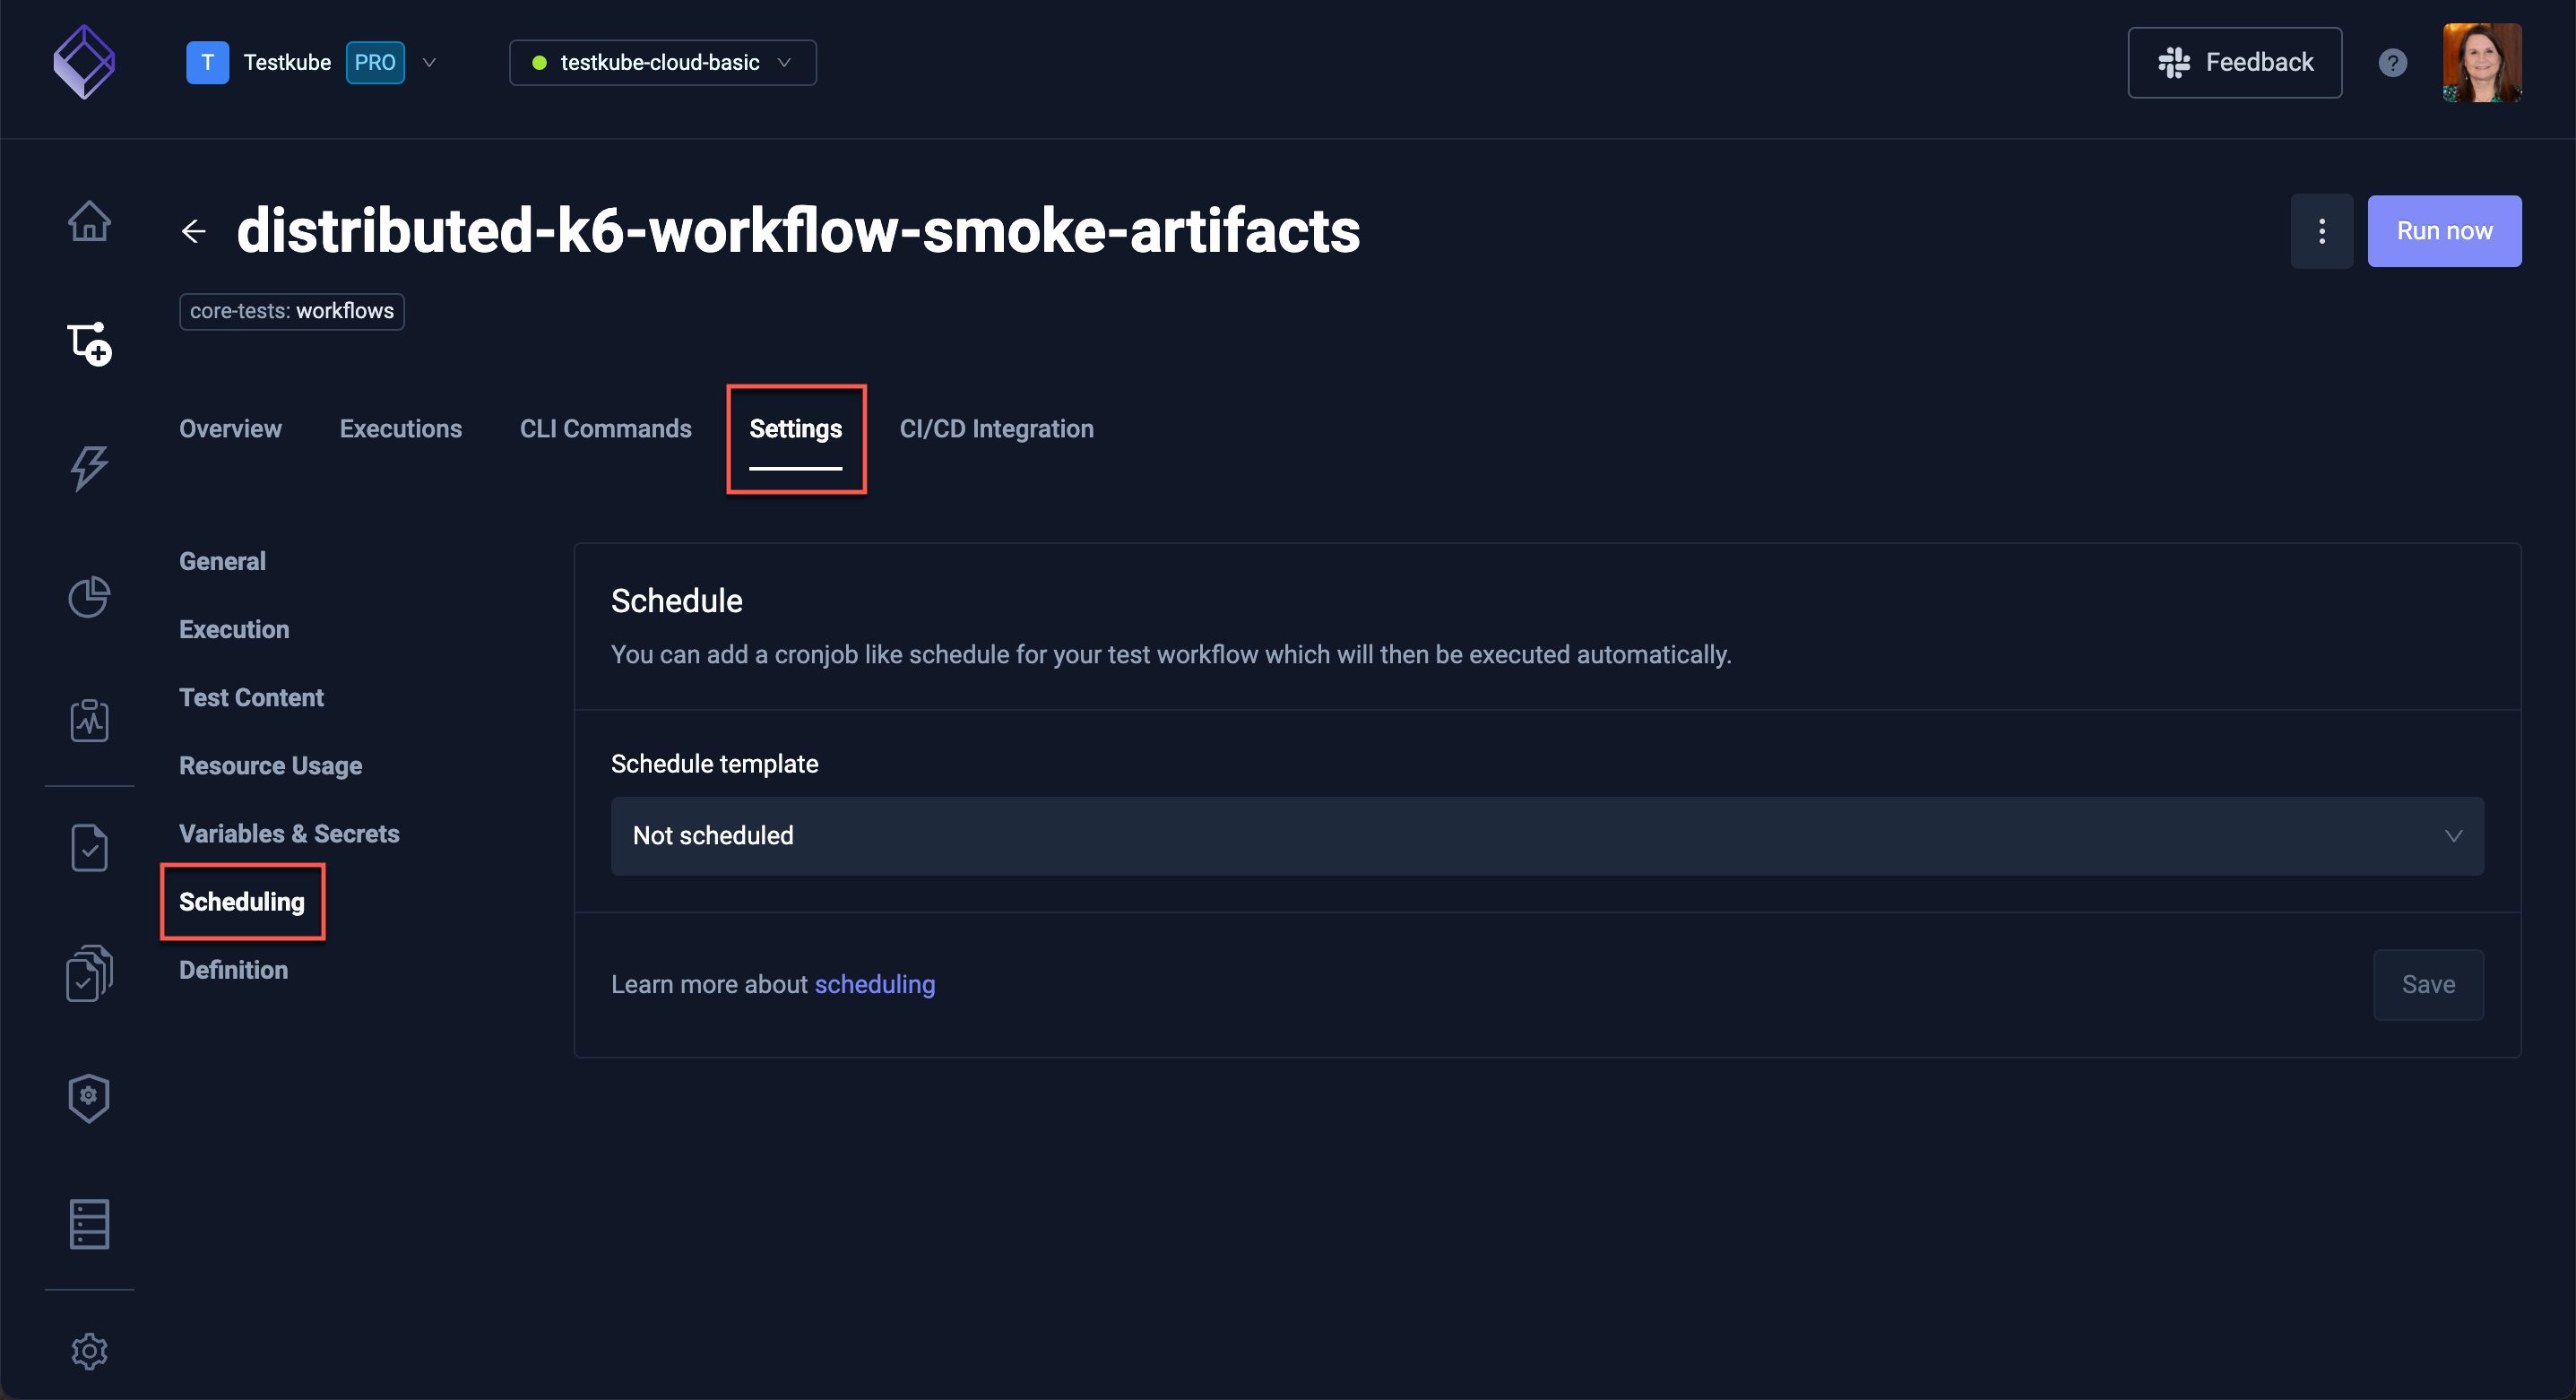 T Testkube PRO testkube-cloud-basic Feedback ?
distributed-k6-workflow-smoke-artifacts Run now
core-tests: workflows
Overview Executions CLI Commands Settings CI/CD Integration
General
Execution
Test Content
Resource Usage
Variables & Secrets
Scheduling
Definition
Schedule
You can add a cronjob like schedule for your test workflow which will then be executed automatically.
Schedule template
Not scheduled
Learn more about scheduling Save